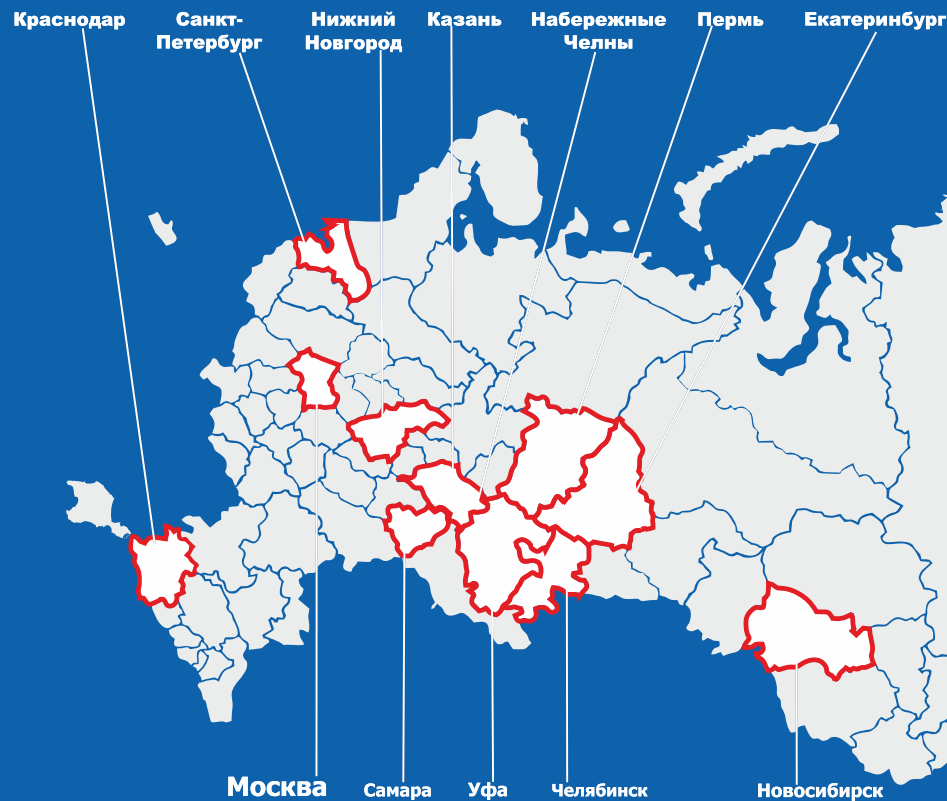 Краснодар
Санкт-
Петербург
Нижний
Новгород
Казань
Набережные
Челны
Пермь
Екатеринбург
Москва
Самара
Уфа
Челябинск
Новосибирск